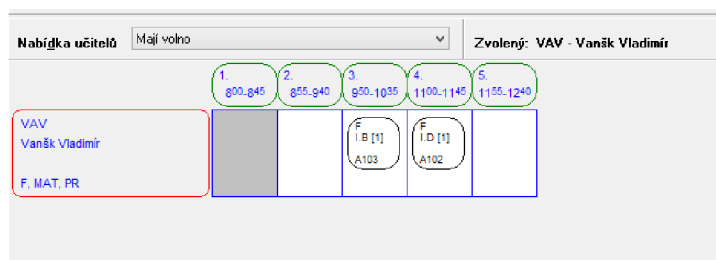 Nabídka učitelů Mají volno Zvolený: VAV - Vanšk Vladimír
1. 2. 3. 4. 5.
8⁰⁰-8⁴⁵ 8⁵⁵-9⁴⁰ 9⁵⁰-10³⁵ 11⁰⁰-11⁴⁵ 11⁵⁵-12⁴⁰
VAV
Vanšk Vladimír
F, MAT, PR
F
I.B [1]
A103
F
I.D [1]
A102